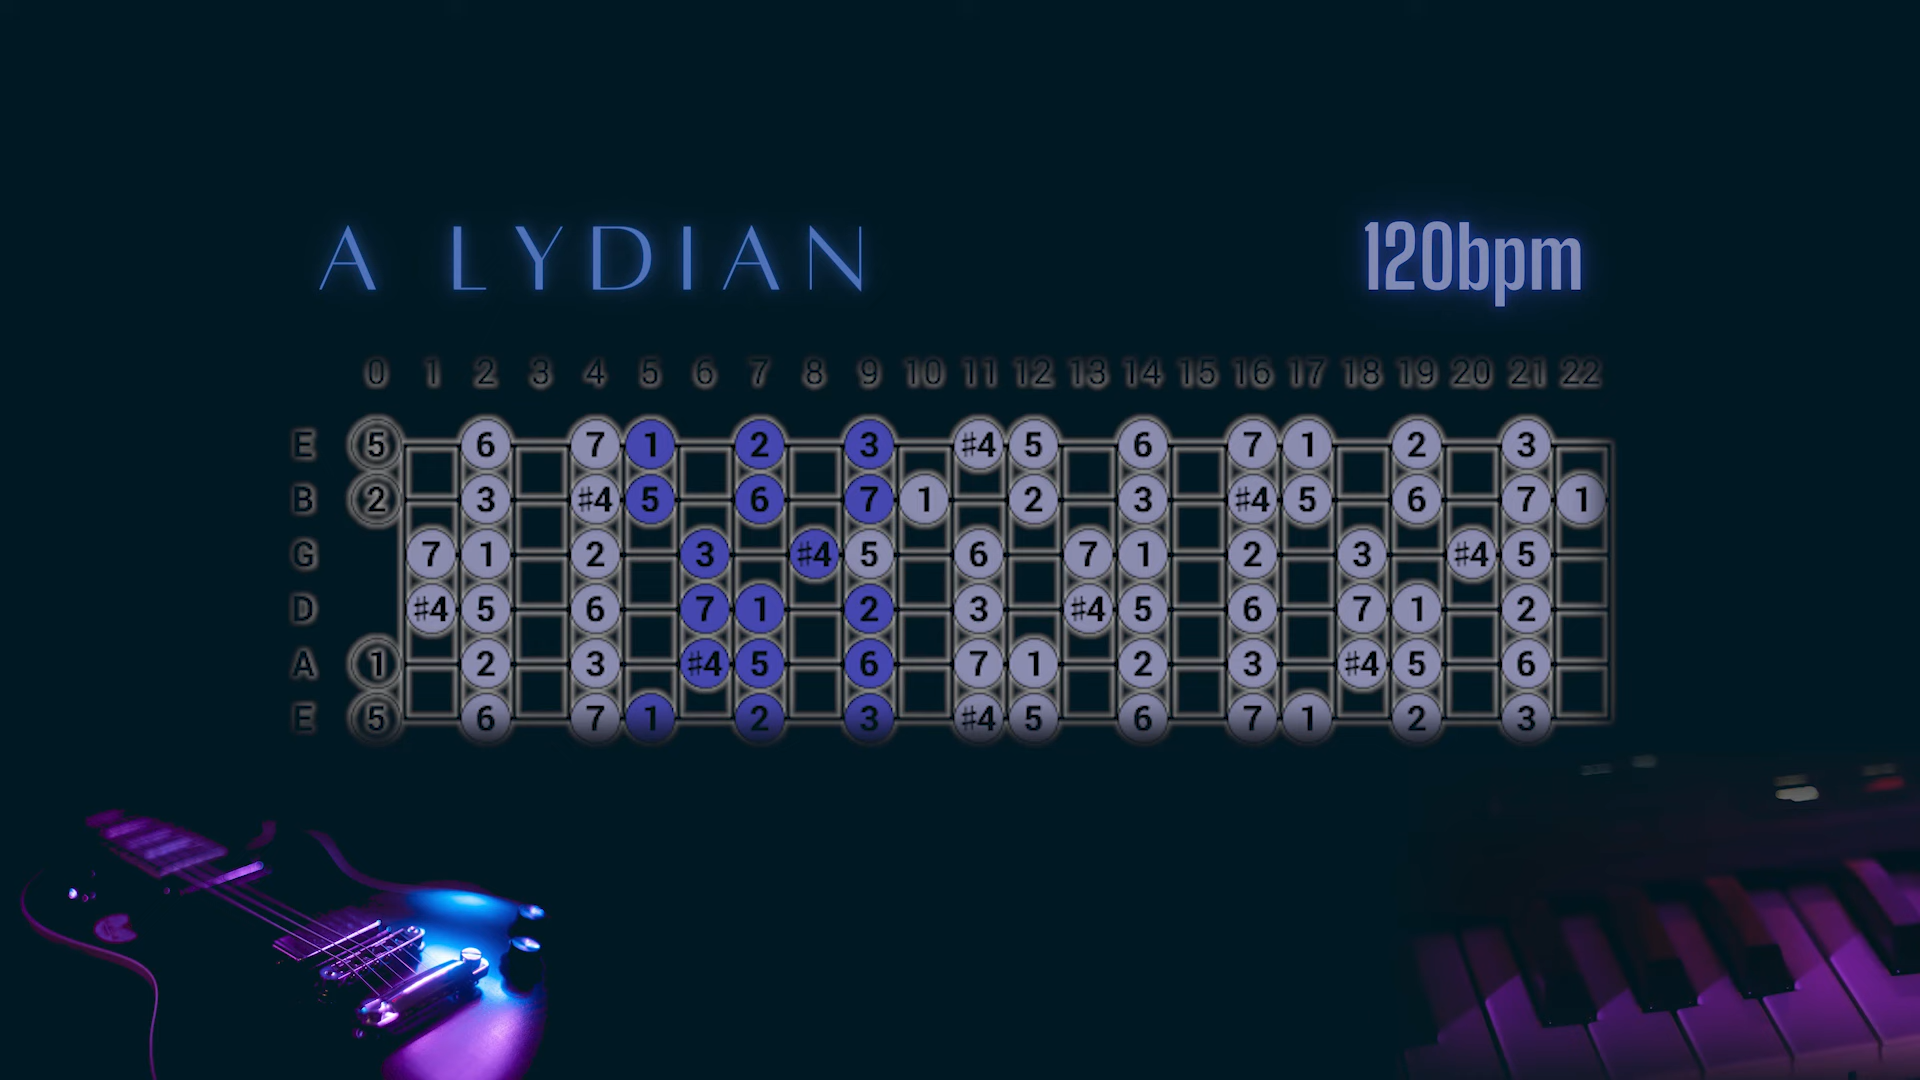 A LYDIAN 120bpm
0 1 2 3 4 5 6 7 8 9 10 11 12 13 14 15 16 17 18 19 20 21 22
E 5 6 7 1 2 3 #4 5 6 7 1 2 3
B 2 3 #4 5 6 7 1 2 3 #4 5 6 7 1
G 7 1 2 3 #4 5 6 7 1 2 3 #4 5
D #4 5 6 7 1 2 3 #4 5 6 7 1 2
A 1 2 3 #4 5 6 7 1 2 3 #4 5 6
E 5 6 7 1 2 3 #4 5 6 7 1 2 3